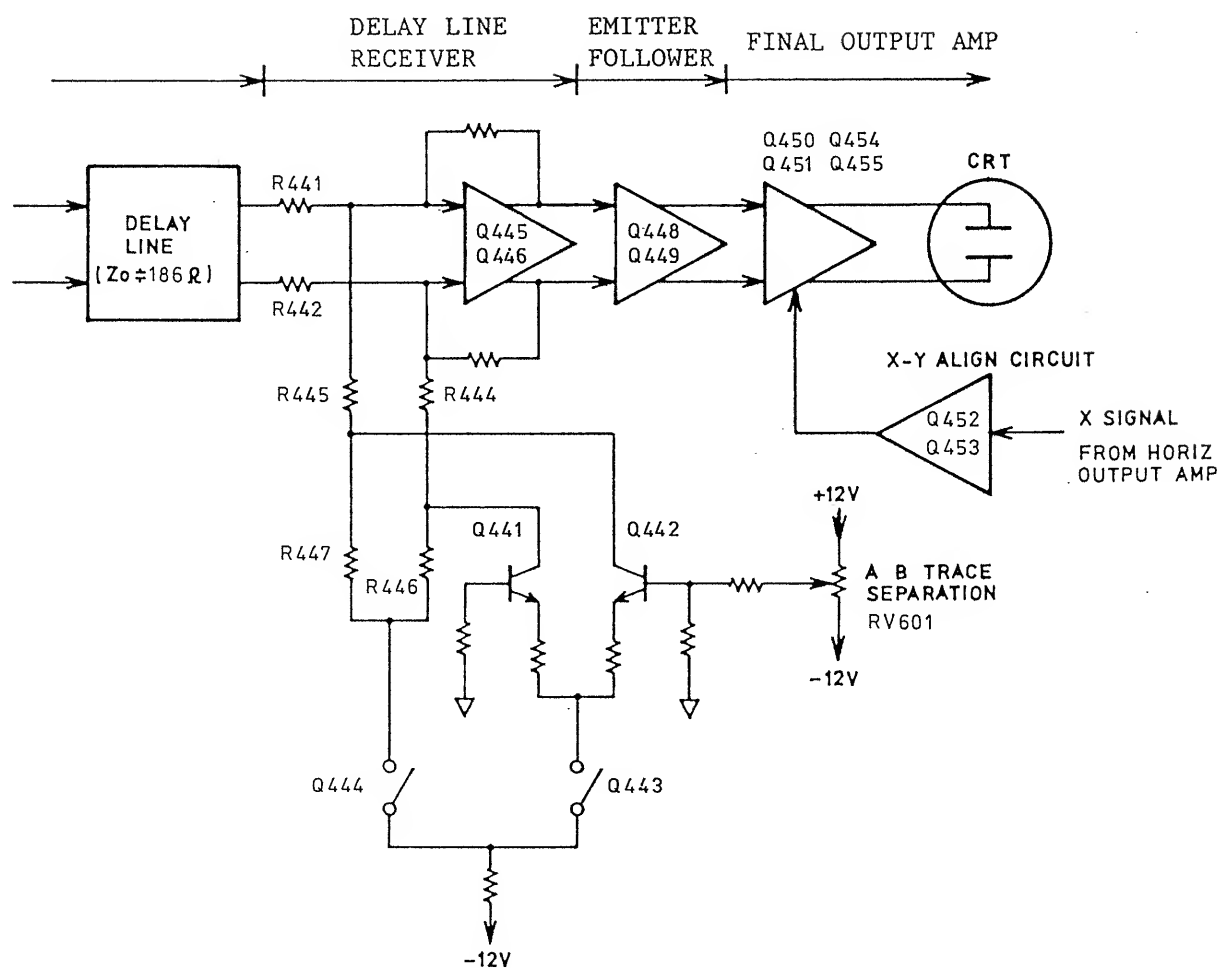 DELAY LINE
RECEIVER
EMITTER
FOLLOWER
FINAL OUTPUT AMP
DELAY
LINE
(Zo≑186Ω)
R441
R442
Q445
Q446
Q448
Q449
Q450 Q454
Q451 Q455
CRT
R445
R444
X-Y ALIGN CIRCUIT
Q452
Q453
X SIGNAL
FROM HORIZ
OUTPUT AMP
R447
R446
Q441
Q442
+12V
A B TRACE
SEPARATION
RV601
-12V
Q444
Q443
-12V